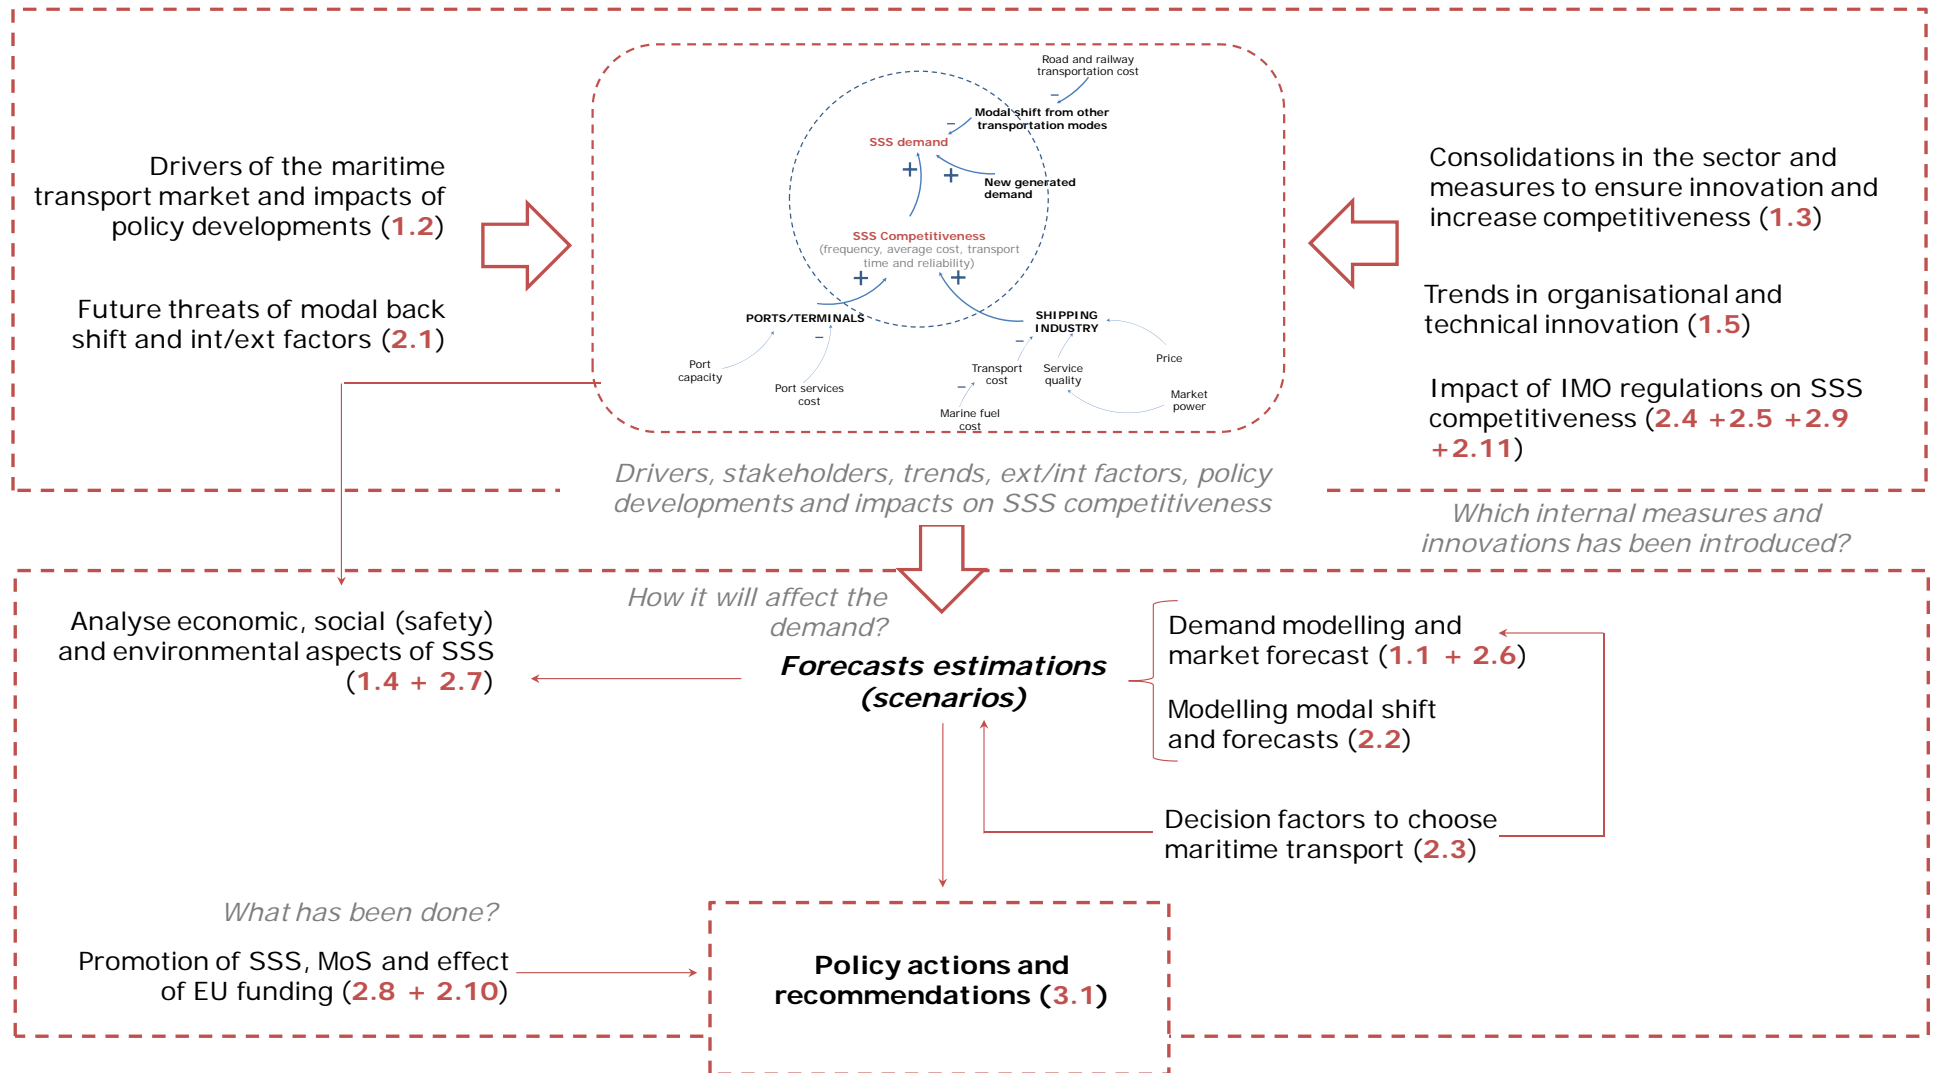 Road and railway
transportation cost
–
Modal shift from other
transportation modes
–
SSS demand
+
+
New generated
demand
SSS Competitiveness
(frequency, average cost, transport
time and reliability)
+
+
PORTS/TERMINALS
–
SHIPPING
INDUSTRY
–
Port
capacity
Port services
cost
Transport
cost
Service
quality
Price
–
Marine fuel
cost
Market
power
Drivers of the maritime
transport market and impacts of
policy developments (1.2)
Future threats of modal back
shift and int/ext factors (2.1)
Consolidations in the sector and
measures to ensure innovation and
increase competitiveness (1.3)
Trends in organisational and
technical innovation (1.5)
Impact of IMO regulations on SSS
competitiveness (2.4 +2.5 +2.9
+2.11)
Drivers, stakeholders, trends, ext/int factors, policy
developments and impacts on SSS competitiveness
Which internal measures and
innovations has been introduced?
How it will affect the
demand?
Analyse economic, social (safety)
and environmental aspects of SSS
(1.4 + 2.7)
Forecasts estimations
(scenarios)
Demand modelling and
market forecast (1.1 + 2.6)
Modelling modal shift
and forecasts (2.2)
Decision factors to choose
maritime transport (2.3)
What has been done?
Promotion of SSS, MoS and effect
of EU funding (2.8 + 2.10)
Policy actions and
recommendations (3.1)